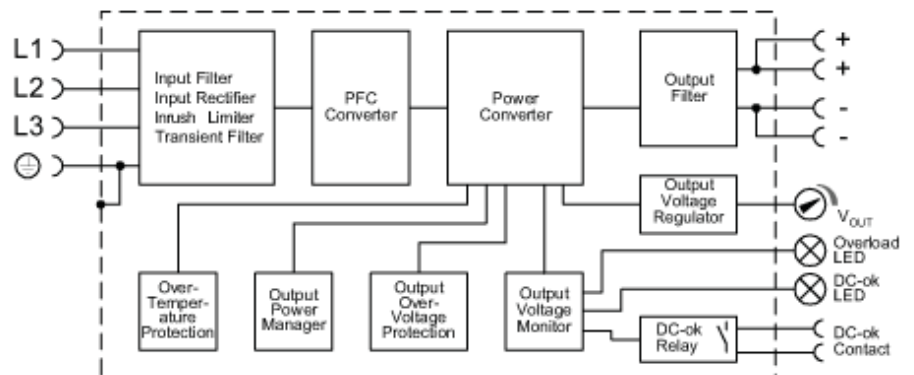 L1
L2
L3
Input Filter
Input Rectifier
Inrush Limiter
Transient Filter
PFC
Converter
Power
Converter
Output
Filter
+
+
-
-
Output
Voltage
Regulator
VOUT
Over-
Temper-
ature
Protection
Output
Power
Manager
Output
Over-
Voltage
Protection
Output
Voltage
Monitor
Overload
LED
DC-ok
LED
DC-ok
Relay
DC-ok
Contact